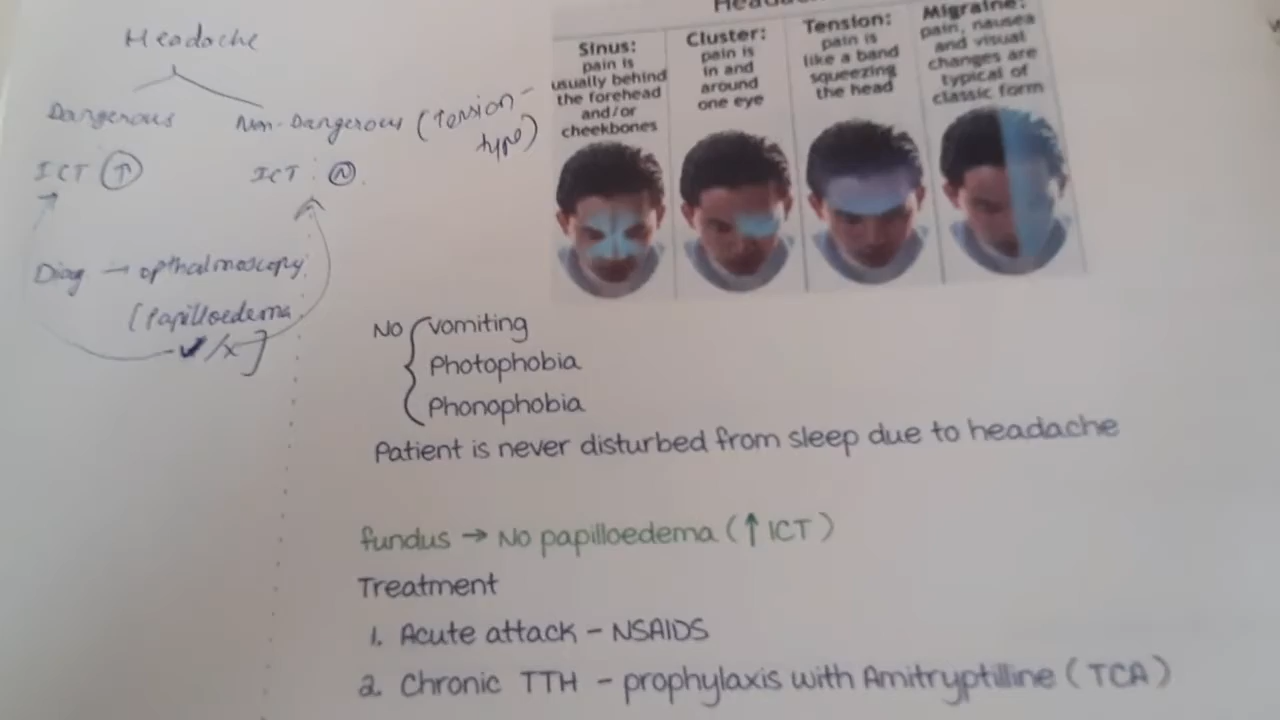 Headache
Dangerous
Non-Dangerous (Tension-
type)
ICT ↑
ICT : N
Diag → opthalmoscopy
[Papilloedema
✓/x]
Sinus:
pain is
usually behind
the forehead
and/or
cheekbones
Cluster:
pain is
in and
around
one eye
Tension:
pain is
like a band
squeezing
the head
Migraine:
pain, nausea
and visual
changes are
typical of
classic form
No { vomiting
Photophobia
Phonophobia
Patient is never disturbed from sleep due to headache
fundus → No papilloedema (↑ ICT)
Treatment
1. Acute attack - NSAIDS
2. Chronic TTH - prophylaxis with Amitryptilline (TCA)